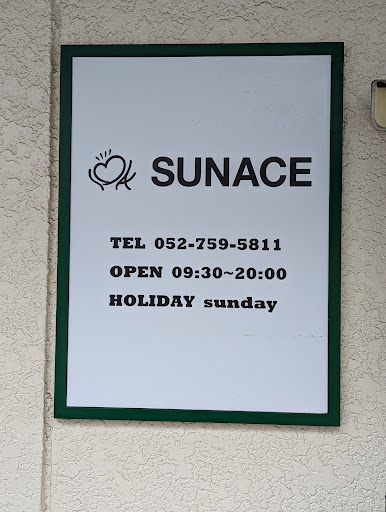 SUNACE
TEL 052-759-5811
OPEN 09:30~20:00
HOLIDAY sunday